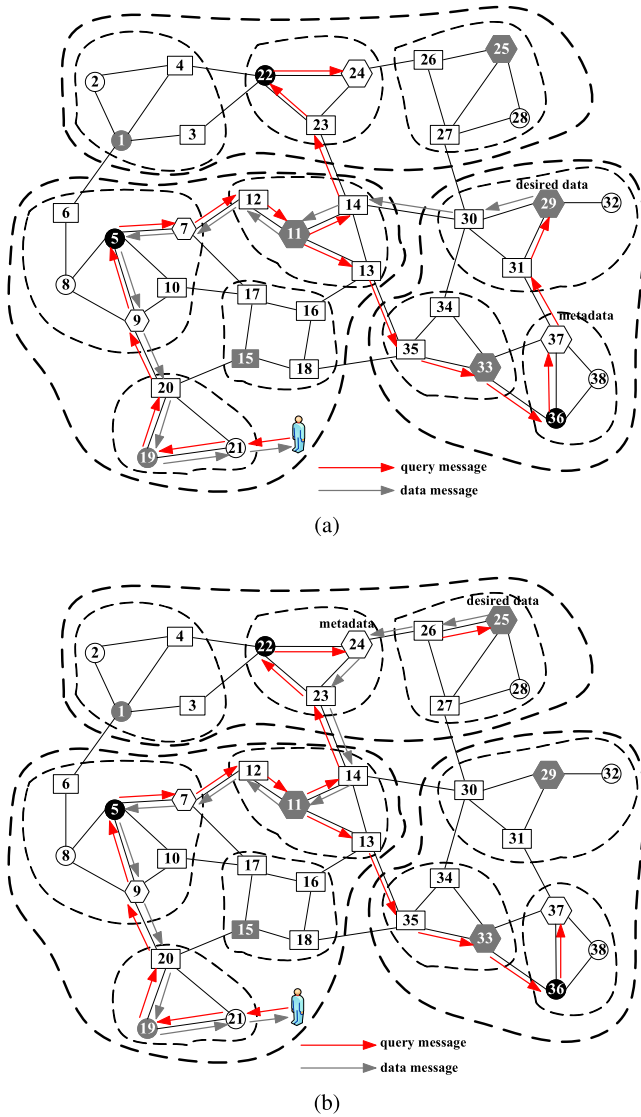 26 25
4 22 24
2
28
23 27
1 3
desired data
12 29 32
6 14 30
5 7 11
31
13
8 10 17 34 metadata
16
9 35 37
15 33 38
20 18
36
19 21
query message
data message
(a)
desired data
metadata 25
4 22 24 26
2
28
23 27
1 3
12 29 32
6 14 30
5 7 11
31
13
8 10 17 34
16
9 35 37
15 33 38
20 18
36
19 21
query message
data message
(b)